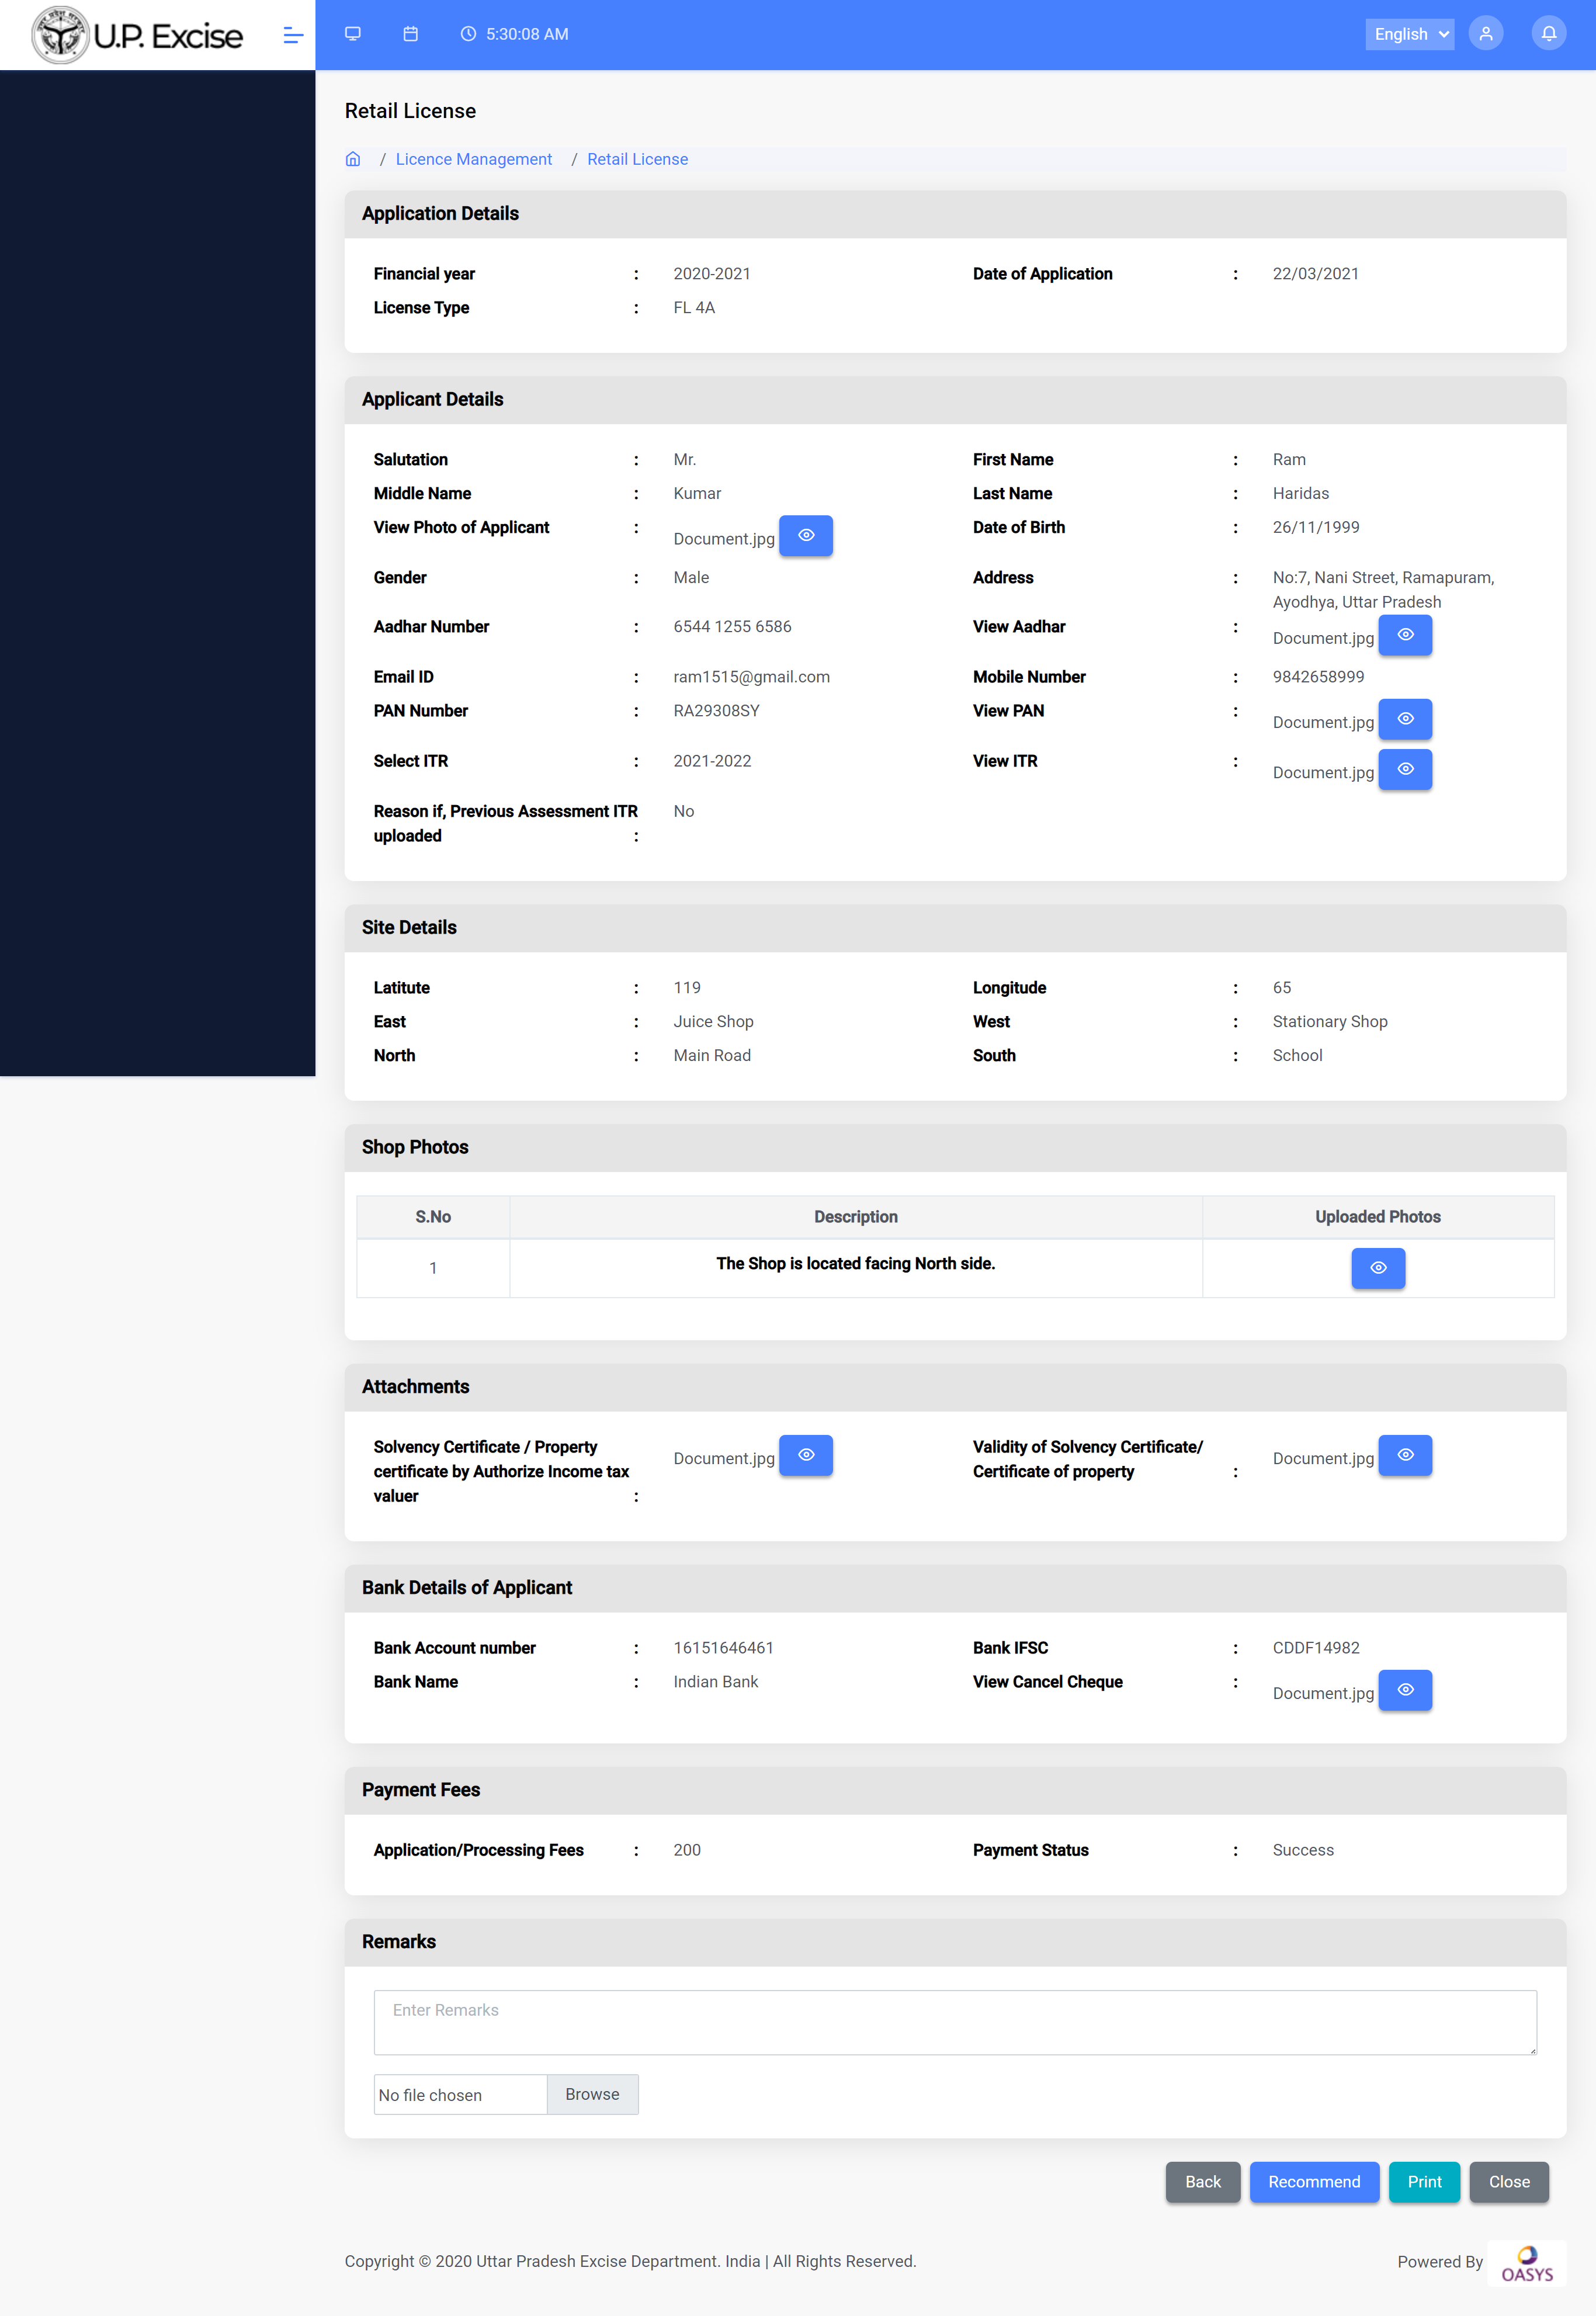 U.P. Excise
5:30:08 AM
English
Retail License
/ Licence Management / Retail License
Application Details
Financial year : 2020-2021 Date of Application : 22/03/2021
License Type : FL 4A
Applicant Details
Salutation : Mr. First Name : Ram
Middle Name : Kumar Last Name : Haridas
View Photo of Applicant : Document.jpg Date of Birth : 26/11/1999
Gender : Male Address : No:7, Nani Street, Ramapuram,
Ayodhya, Uttar Pradesh
Aadhar Number : 6544 1255 6586 View Aadhar : Document.jpg
Email ID : ram1515@gmail.com Mobile Number : 9842658999
PAN Number : RA29308SY View PAN : Document.jpg
Select ITR : 2021-2022 View ITR : Document.jpg
Reason if, Previous Assessment ITR No
uploaded :
Site Details
Latitute : 119 Longitude : 65
East : Juice Shop West : Stationary Shop
North : Main Road South : School
Shop Photos
S.No Description Uploaded Photos
1 The Shop is located facing North side.
Attachments
Solvency Certificate / Property
certificate by Authorize Income tax
valuer : Document.jpg
Validity of Solvency Certificate/
Certificate of property : Document.jpg
Bank Details of Applicant
Bank Account number : 16151646461 Bank IFSC : CDDF14982
Bank Name : Indian Bank View Cancel Cheque : Document.jpg
Payment Fees
Application/Processing Fees : 200 Payment Status : Success
Remarks
Enter Remarks
No file chosen Browse
Back Recommend Print Close
Copyright © 2020 Uttar Pradesh Excise Department. India | All Rights Reserved. Powered By OASYS